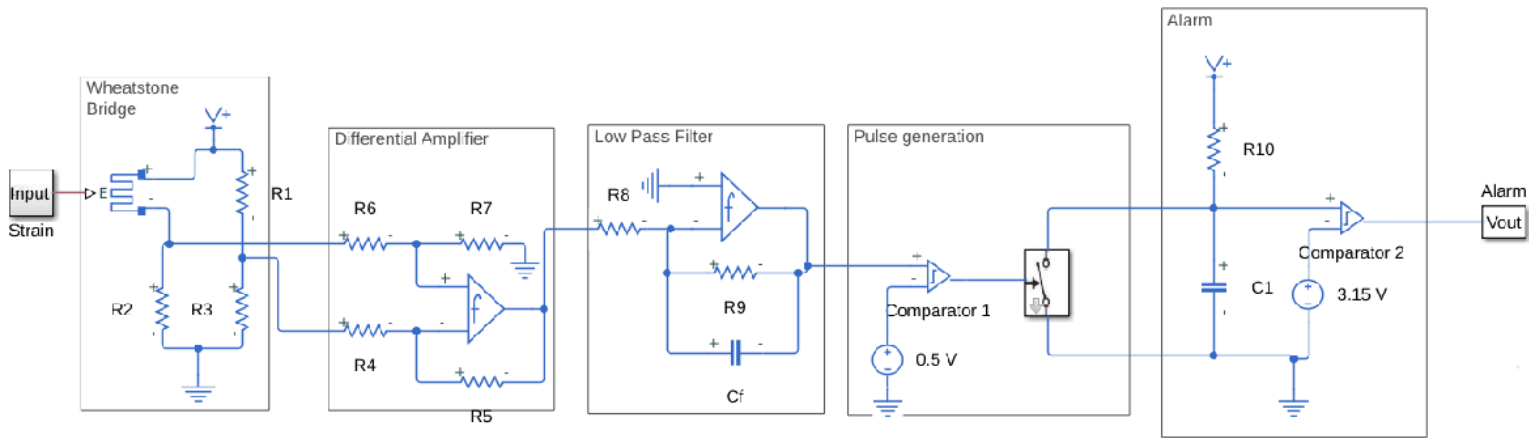 Wheatstone
Bridge
V+
Input
Strain
E
R1
R2
R3
Differential Amplifier
R6
R7
R4
R5
Low Pass Filter
R8
R9
Cf
Pulse generation
Comparator 1
0.5 V
Alarm
V+
R10
C1
Comparator 2
3.15 V
Alarm
Vout